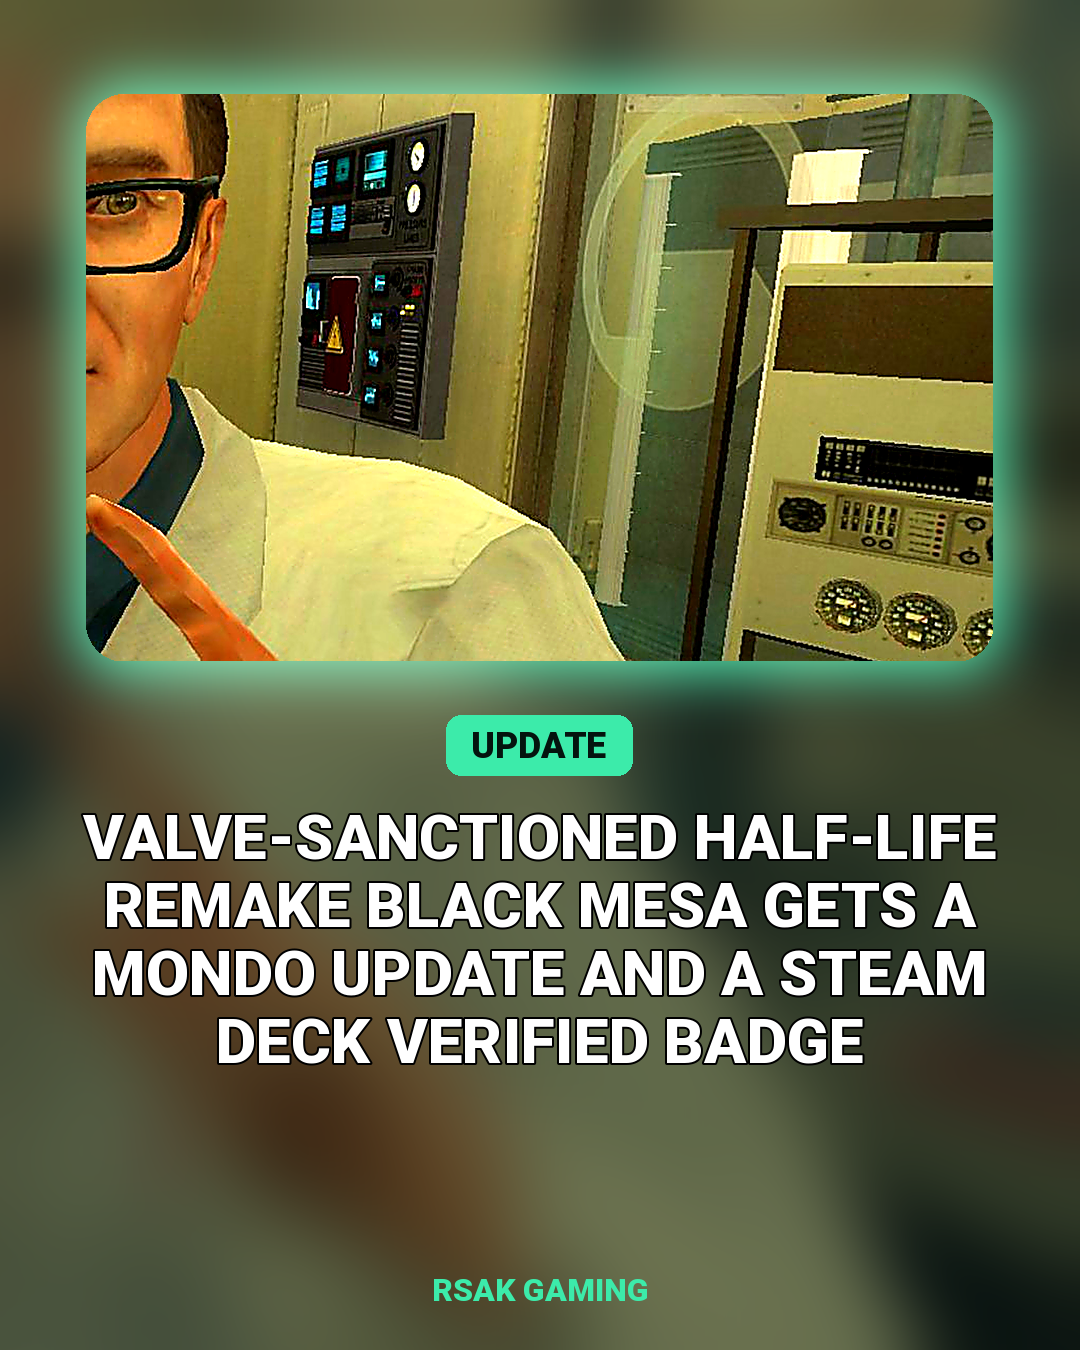 UPDATE
VALVE-SANCTIONED HALF-LIFE
REMAKE BLACK MESA GETS A
MONDO UPDATE AND A STEAM
DECK VERIFIED BADGE
RSAK GAMING